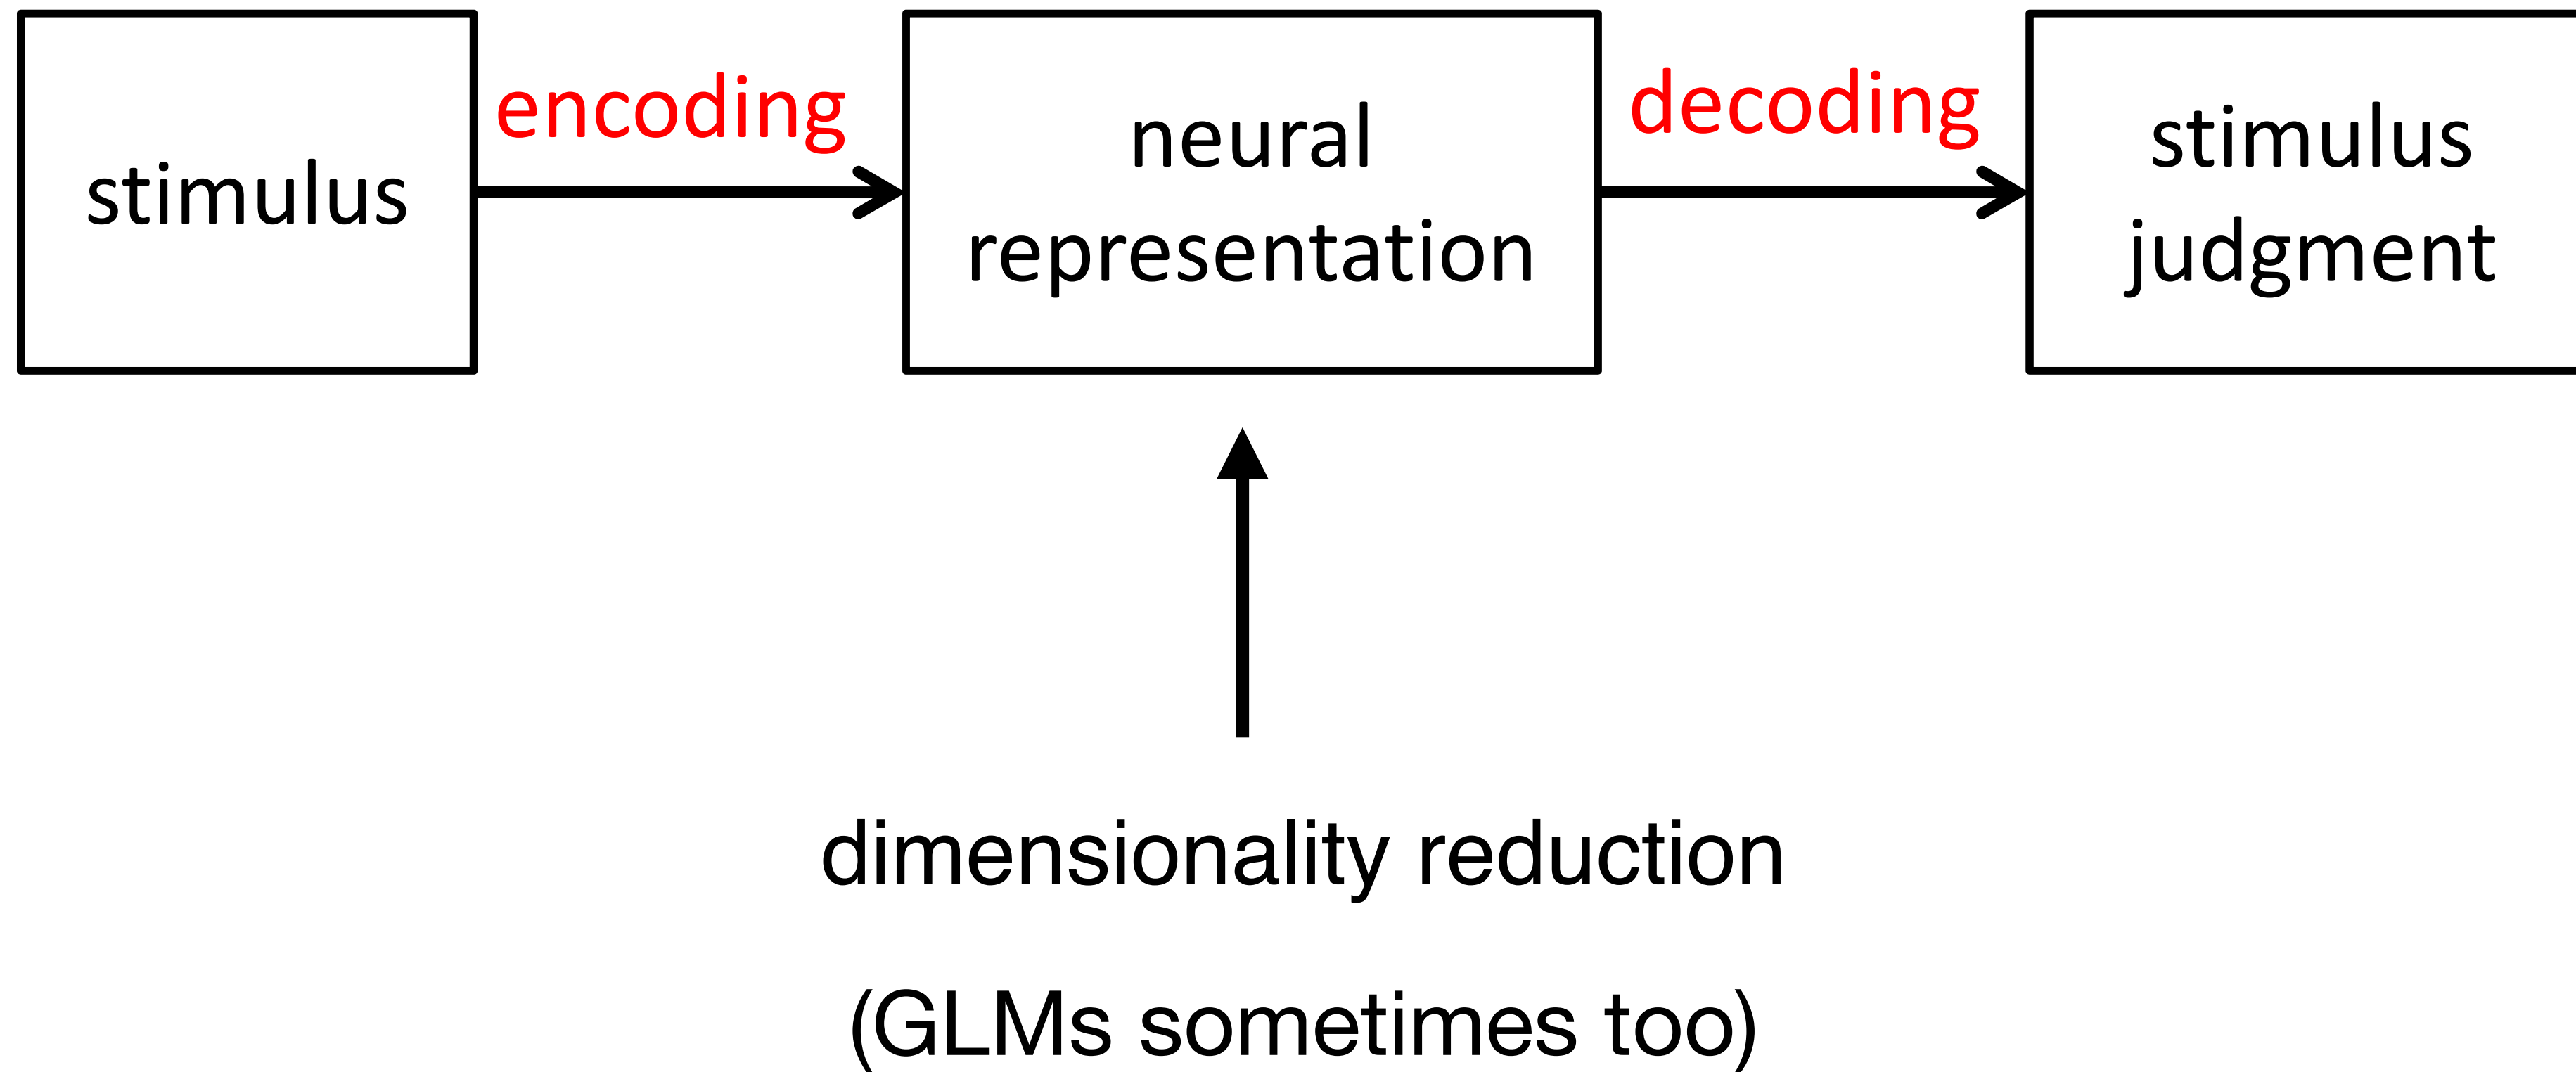 stimulus
encoding
neural
representation
decoding
stimulus
judgment
dimensionality reduction
(GLMs sometimes too)